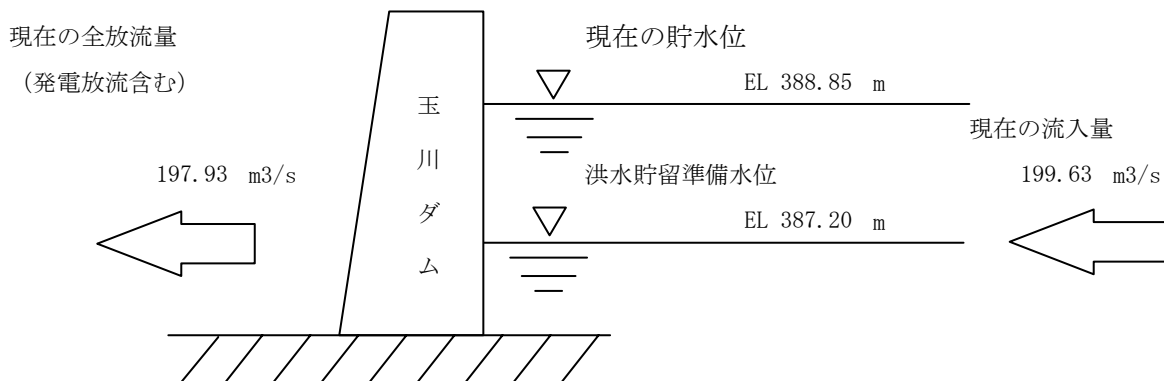 現在の全放流量
（発電放流含む）
197.93 m3/s
玉川ダム
現在の貯水位
EL 388.85 m
洪水貯留準備水位
EL 387.20 m
現在の流入量
199.63 m3/s